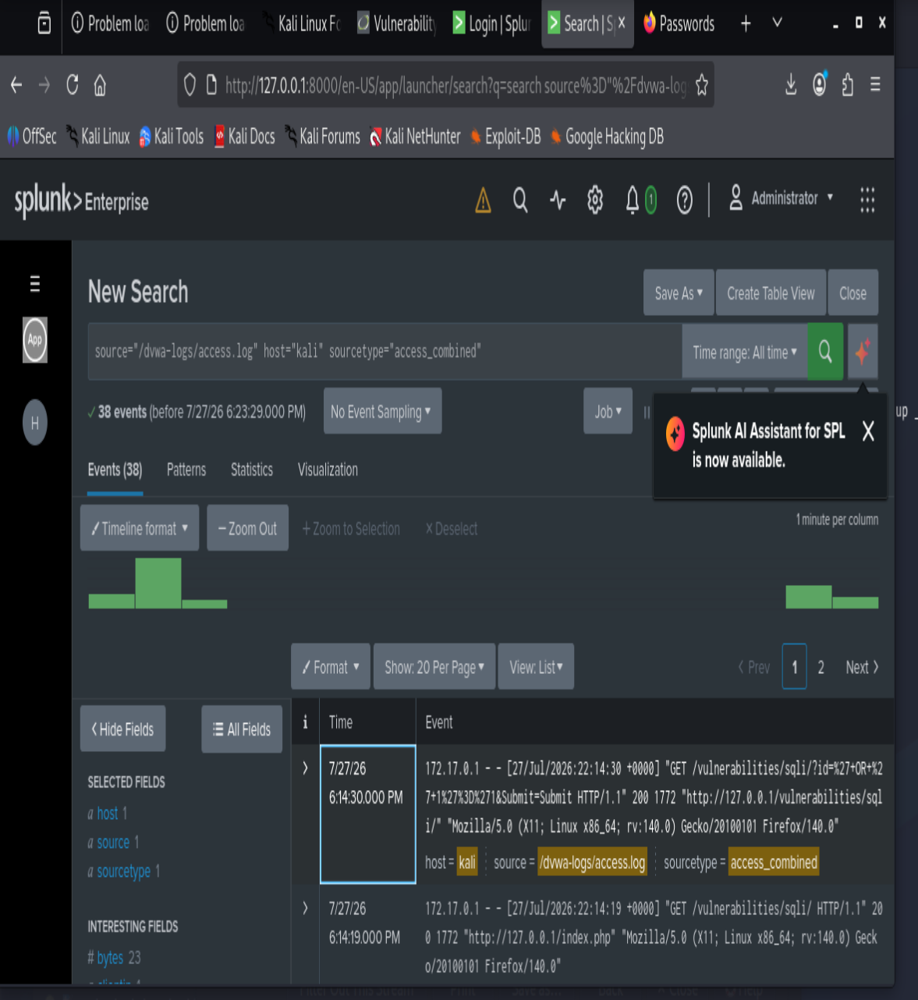 Problem loa
Problem loa
Kali Linux Fo
Vulnerability
Login | Splur
Search | S
Passwords
http://127.0.0.1:8000/en-US/app/launcher/search?q=search source%3D"%2Fdvwa-log
OffSec
Kali Linux
Kali Tools
Kali Docs
Kali Forums
Kali NetHunter
Exploit-DB
Google Hacking DB
splunk>Enterprise
1
Administrator
App
H
New Search
Save As
Create Table View
Close
source="/dvwa-logs/access.log" host="kali" sourcetype="access_combined"
Time range: All time
✓ 38 events (before 7/27/26 6:23:29.000 PM)
No Event Sampling
Job
up
Splunk AI Assistant for SPL
is now available.
Events (38)
Patterns
Statistics
Visualization
Timeline format
– Zoom Out
+ Zoom to Selection
× Deselect
1 minute per column
Format
Show: 20 Per Page
View: List
< Prev
1
2
Next >
< Hide Fields
All Fields
i
Time
Event
SELECTED FIELDS
a host 1
a source 1
a sourcetype 1
INTERESTING FIELDS
# bytes 23
7/27/26
6:14:30.000 PM
172.17.0.1 - - [27/Jul/2026:22:14:30 +0000] "GET /vulnerabilities/sqli/?id=%27+OR+%2
7+1%27%3D%271&Submit=Submit HTTP/1.1" 200 1772 "http://127.0.0.1/vulnerabilities/sql
i/" "Mozilla/5.0 (X11; Linux x86_64; rv:140.0) Gecko/20100101 Firefox/140.0"
host = kali
source = /dvwa-logs/access.log
sourcetype = access_combined
7/27/26
6:14:19.000 PM
172.17.0.1 - - [27/Jul/2026:22:14:19 +0000] "GET /vulnerabilities/sqli/ HTTP/1.1" 20
0 1772 "http://127.0.0.1/index.php" "Mozilla/5.0 (X11; Linux x86_64; rv:140.0) Geck
o/20100101 Firefox/140.0"